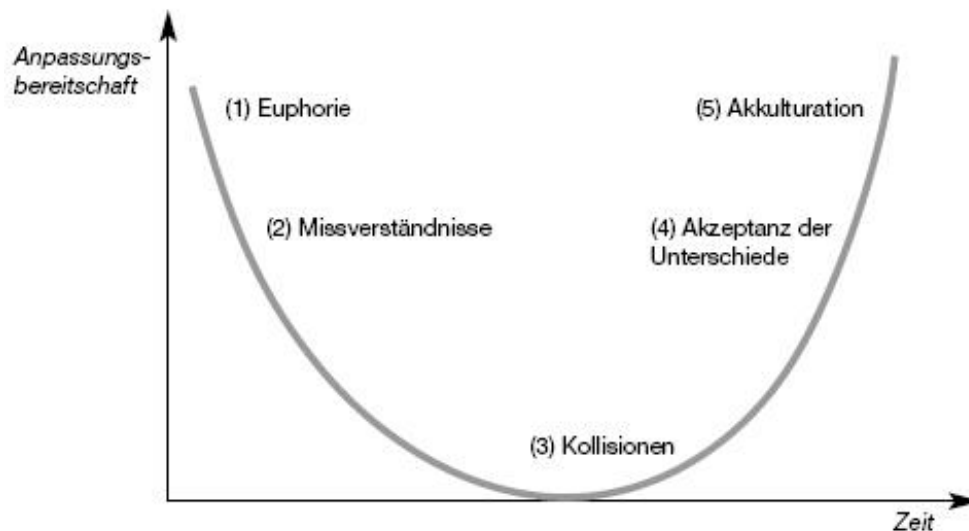 Anpassungs-
bereitschaft
(1) Euphorie
(5) Akkulturation
(2) Missverständnisse
(4) Akzeptanz der
Unterschiede
(3) Kollisionen
Zeit